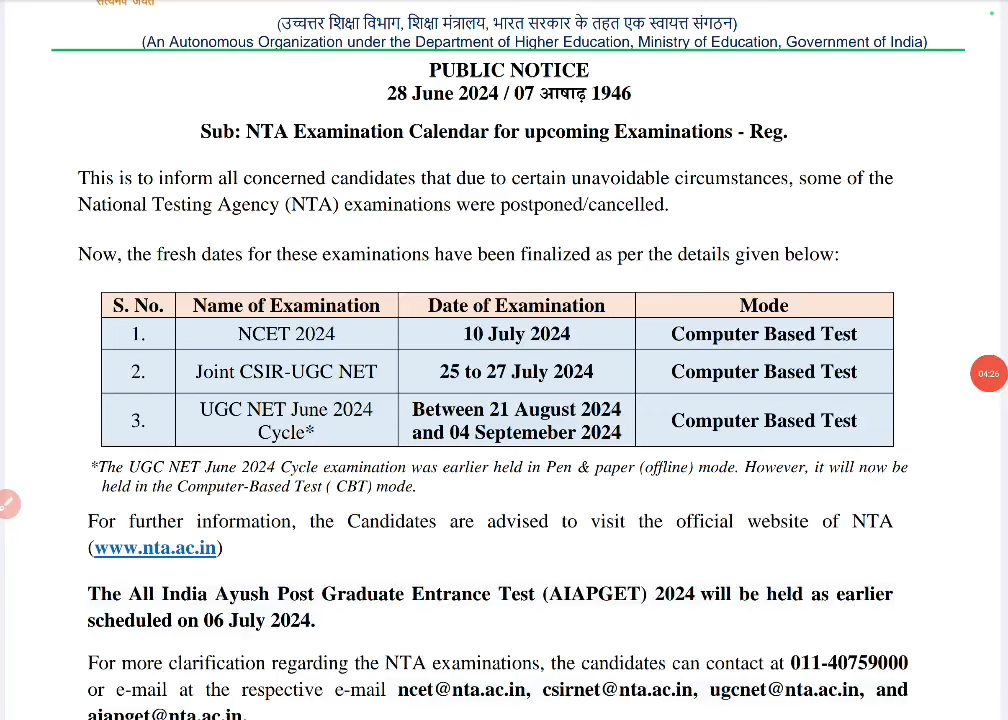 सत्यमेव जयते
(उच्चत्तर शिक्षा विभाग, शिक्षा मंत्रालय, भारत सरकार के तहत एक स्वायत्त संगठन)
(An Autonomous Organization under the Department of Higher Education, Ministry of Education, Government of India)
PUBLIC NOTICE
28 June 2024 / 07 आषाढ़ 1946
Sub: NTA Examination Calendar for upcoming Examinations - Reg.
This is to inform all concerned candidates that due to certain unavoidable circumstances, some of the
National Testing Agency (NTA) examinations were postponed/cancelled.
Now, the fresh dates for these examinations have been finalized as per the details given below:
S. No. Name of Examination Date of Examination Mode
1. NCET 2024 10 July 2024 Computer Based Test
2. Joint CSIR-UGC NET 25 to 27 July 2024 Computer Based Test
3. UGC NET June 2024 Cycle* Between 21 August 2024 and 04 Septemeber 2024 Computer Based Test
*The UGC NET June 2024 Cycle examination was earlier held in Pen & paper (offline) mode. However, it will now be
held in the Computer-Based Test ( CBT) mode.
For further information, the Candidates are advised to visit the official website of NTA
(www.nta.ac.in)
The All India Ayush Post Graduate Entrance Test (AIAPGET) 2024 will be held as earlier
scheduled on 06 July 2024.
For more clarification regarding the NTA examinations, the candidates can contact at 011-40759000
or e-mail at the respective e-mail ncet@nta.ac.in, csirnet@nta.ac.in, ugcnet@nta.ac.in, and
aiapget@nta.ac.in.
04:26